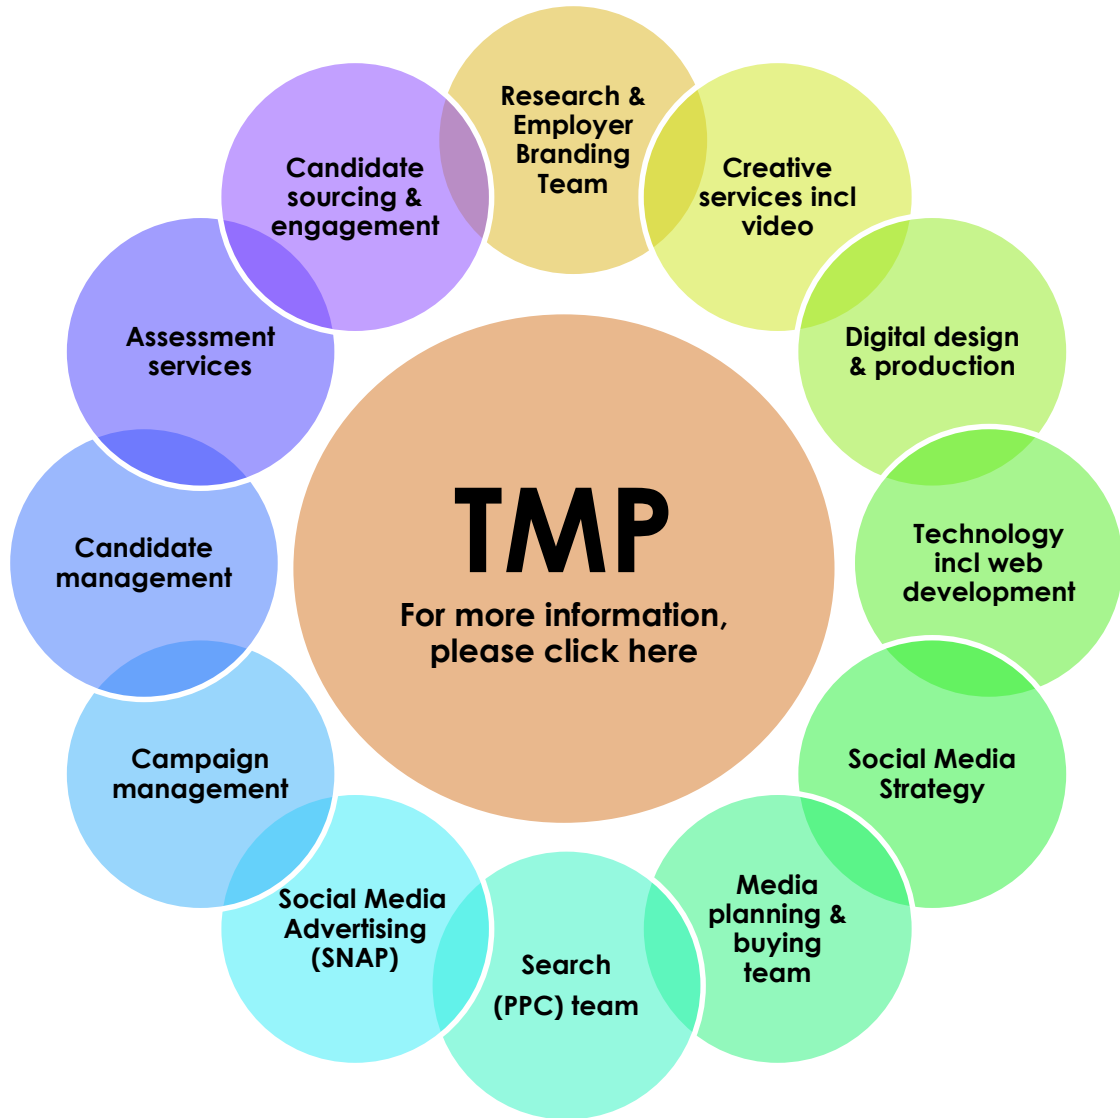 Research &
Employer
Branding
Team
Creative
services incl
video
Digital design
& production
Technology
incl web
development
Social Media
Strategy
Media
planning &
buying
team
Search
(PPC) team
Social Media
Advertising
(SNAP)
Campaign
management
Candidate
management
Assessment
services
Candidate
sourcing &
engagement
TMP
For more information,
please click here